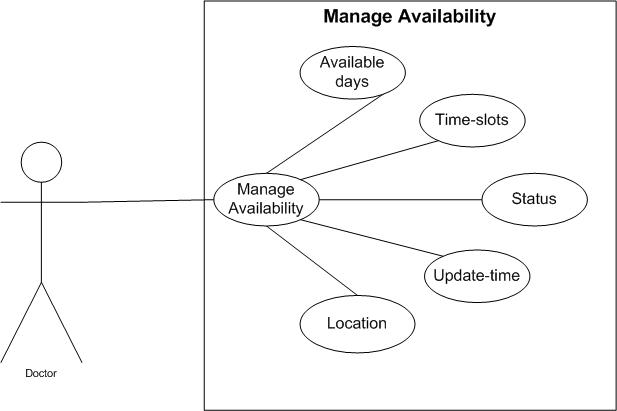 Manage Availability
Available
days
Time-slots
Manage
Availability
Status
Update-time
Location
Doctor